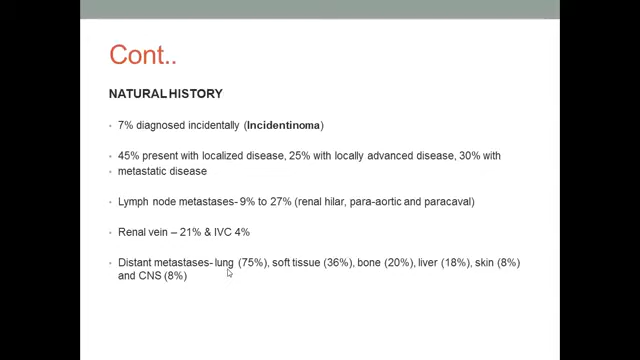 Cont..
NATURAL HISTORY
• 7% diagnosed incidentally (Incidentinoma)
• 45% present with localized disease, 25% with locally advanced disease, 30% with
• metastatic disease
• Lymph node metastases- 9% to 27% (renal hilar, para-aortic and paracaval)
• Renal vein – 21% & IVC 4%
• Distant metastases- lung (75%), soft tissue (36%), bone (20%), liver (18%), skin (8%)
and CNS (8%)